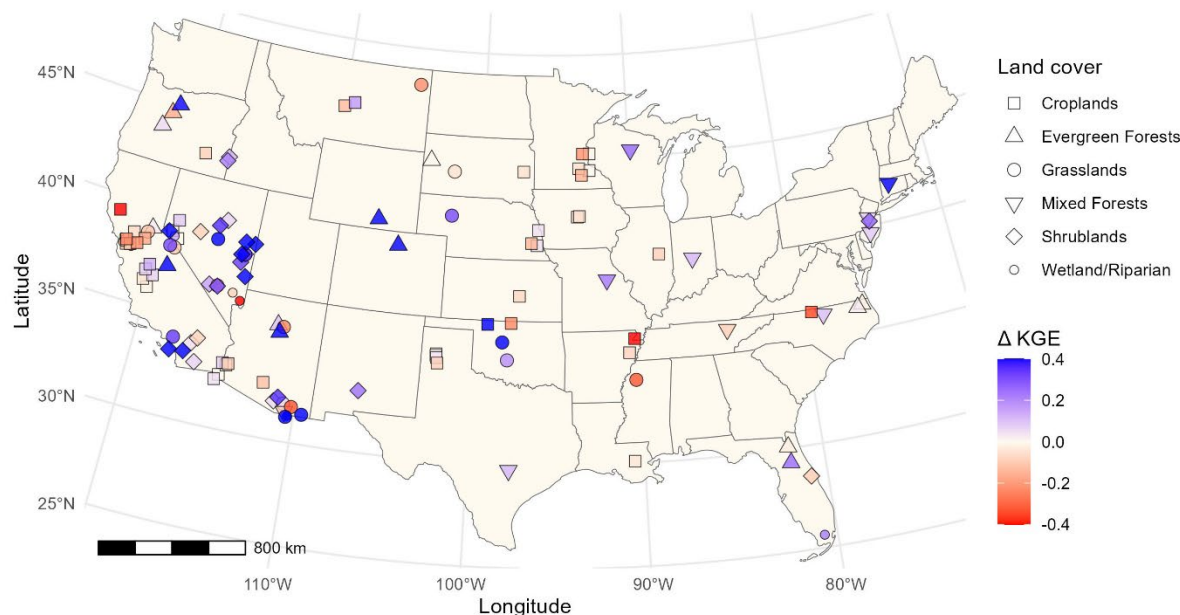 45°N
40°N
35°N
30°N
25°N
Latitude
800 km
110°W
100°W
90°W
80°W
Longitude
Land cover
Croplands
Evergreen Forests
Grasslands
Mixed Forests
Shrublands
Wetland/Riparian
Δ KGE
0.4
0.2
0.0
-0.2
-0.4